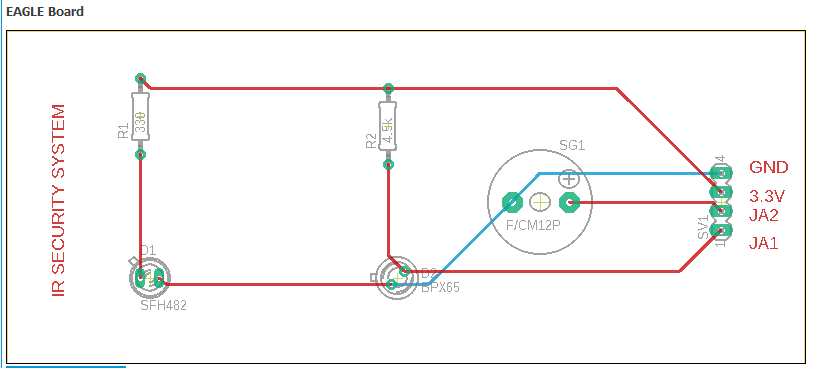 EAGLE Board
IR SECURITY SYSTEM
R1
330
R2
4.5k
SG1
F/CM12P
D1
SFH482
D2
BPX65
SV1
4
1
GND
3.3V
JA2
JA1